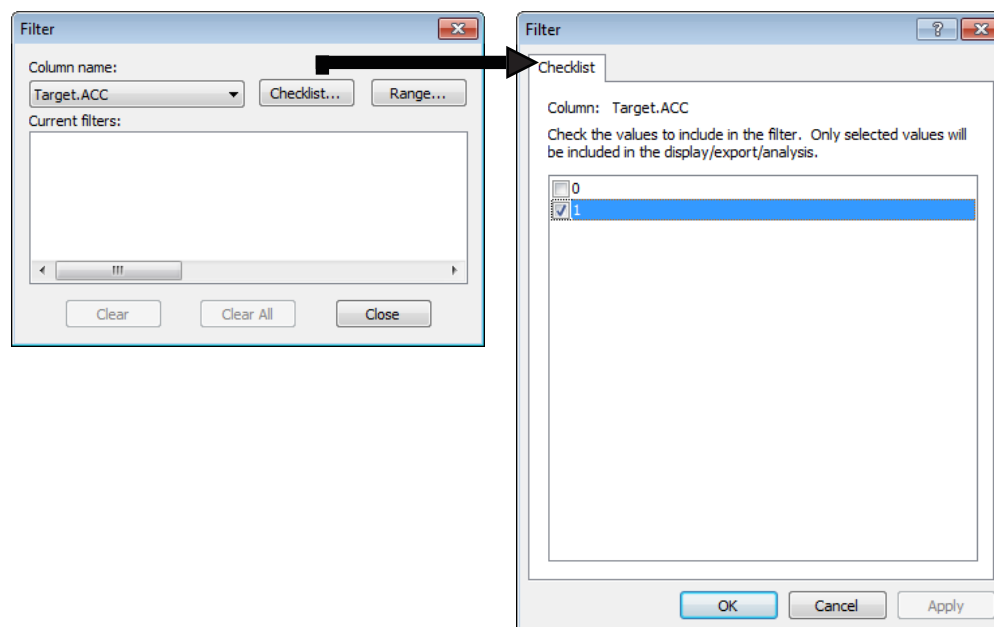 Filter
Column name:
Target.ACC
Checklist...
Range...
Current filters:
Clear
Clear All
Close
Filter
Checklist
Column: Target.ACC
Check the values to include in the filter. Only selected values will
be included in the display/export/analysis.
0
1
OK
Cancel
Apply